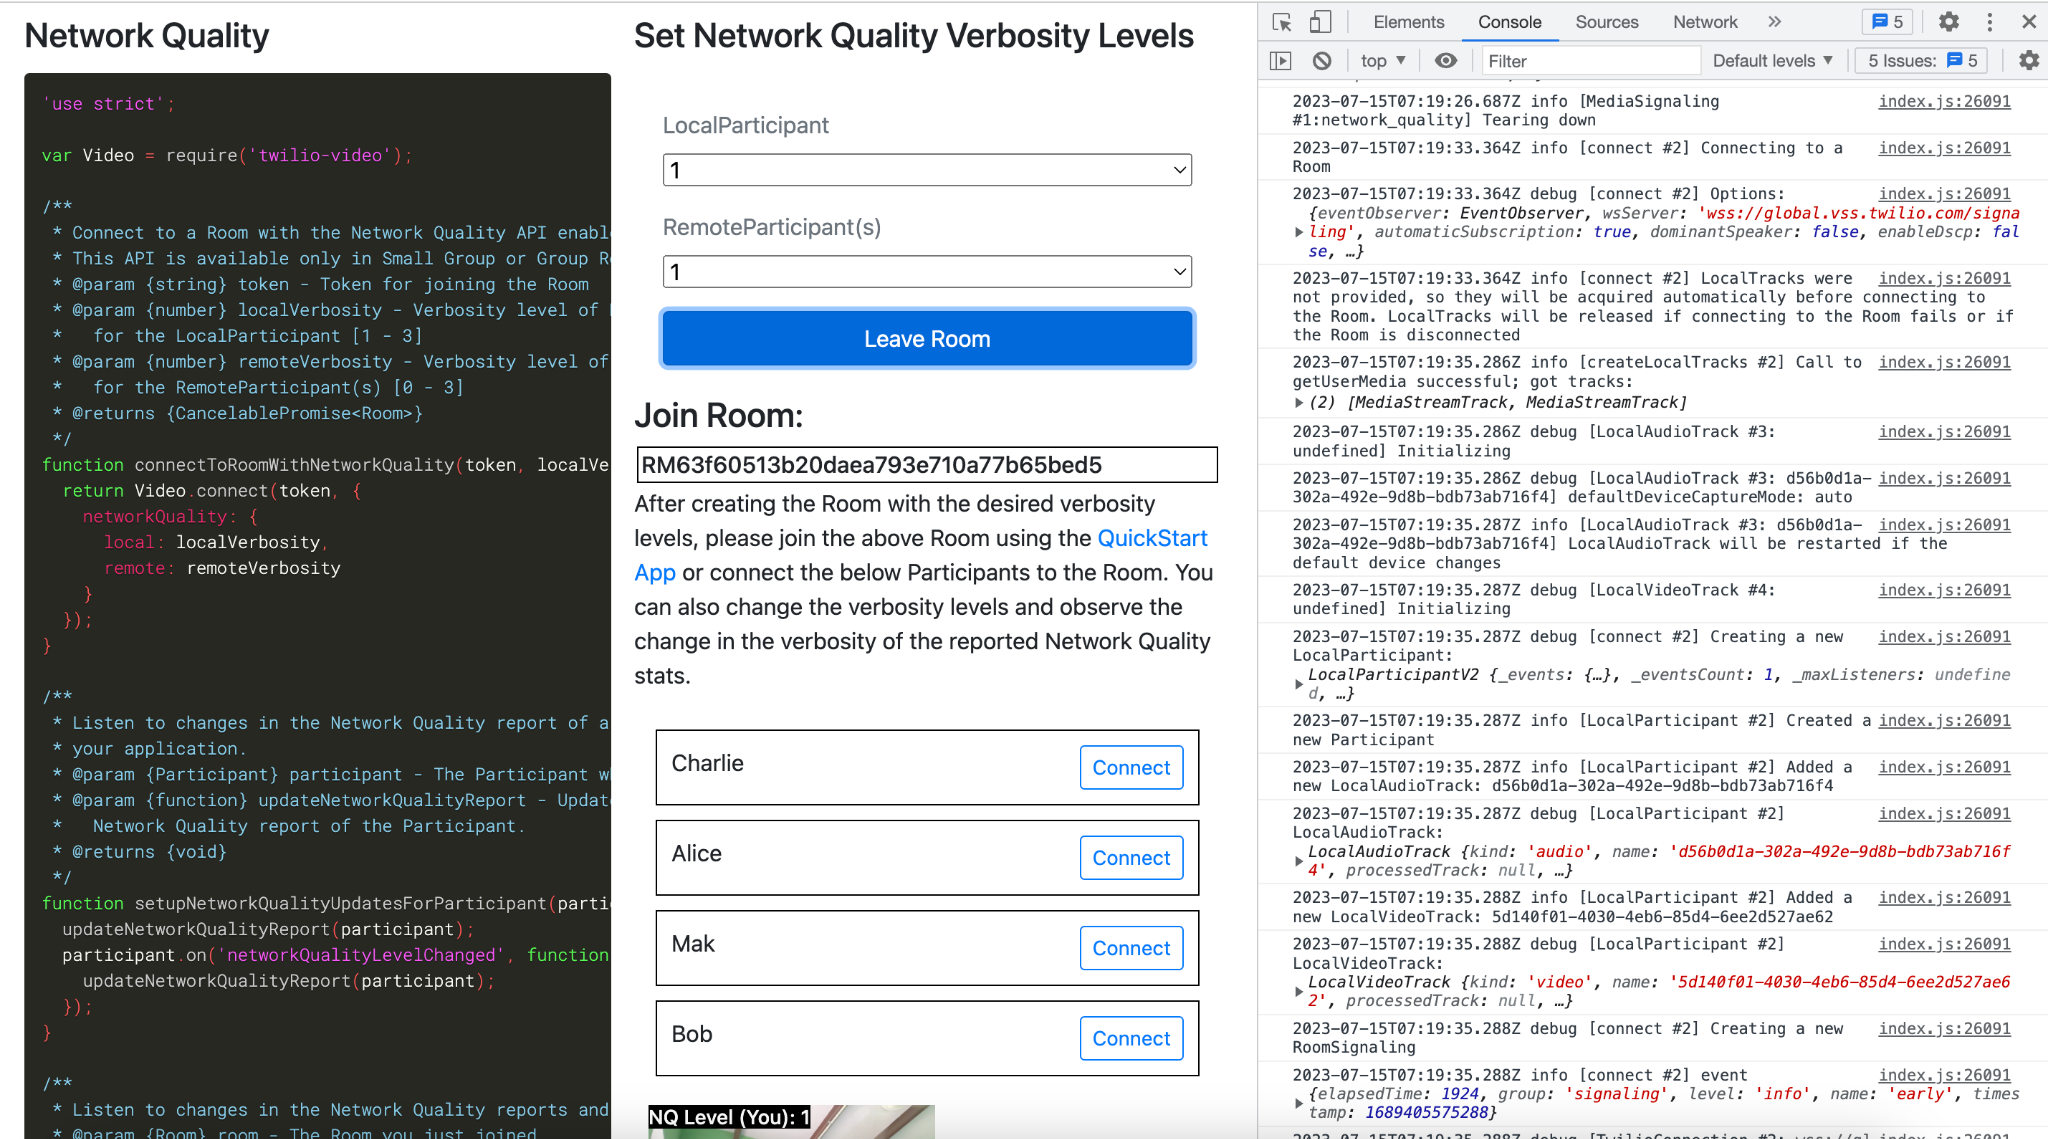 Network Quality
'use strict';
var Video = require('twilio-video');
/**
* Connect to a Room with the Network Quality API enabl
* This API is available only in Small Group or Group R
* @param {string} token - Token for joining the Room
* @param {number} localVerbosity - Verbosity level of
*   for the LocalParticipant [1 - 3]
* @param {number} remoteVerbosity - Verbosity level of
*   for the RemoteParticipant(s) [0 - 3]
* @returns {CancelablePromise<Room>}
*/
function connectToRoomWithNetworkQuality(token, localVe
return Video.connect(token, {
networkQuality: {
local: localVerbosity,
remote: remoteVerbosity
}
});
}
/**
* Listen to changes in the Network Quality report of a
* your application.
* @param {Participant} participant - The Participant w
* @param {function} updateNetworkQualityReport - Updat
*   Network Quality report of the Participant.
* @returns {void}
*/
function setupNetworkQualityUpdatesForParticipant(parti
updateNetworkQualityReport(participant);
participant.on('networkQualityLevelChanged', function
updateNetworkQualityReport(participant);
});
}
/**
* Listen to changes in the Network Quality reports and
* @param {Room} room - The Room you just joined
Set Network Quality Verbosity Levels
LocalParticipant
1
RemoteParticipant(s)
1
Leave Room
Join Room:
RM63f60513b20daea793e710a77b65bed5
After creating the Room with the desired verbosity
levels, please join the above Room using the QuickStart
App or connect the below Participants to the Room. You
can also change the verbosity levels and observe the
change in the verbosity of the reported Network Quality
stats.
Charlie Connect
Alice Connect
Mak Connect
Bob Connect
NQ Level (You): 1
Elements Console Sources Network » 5
top ▼ Filter Default levels ▼ 5 Issues: 5
2023-07-15T07:19:26.687Z info [MediaSignaling index.js:26091
#1:network_quality] Tearing down
2023-07-15T07:19:33.364Z info [connect #2] Connecting to a index.js:26091
Room
2023-07-15T07:19:33.364Z debug [connect #2] Options: index.js:26091
{eventObserver: EventObserver, wsServer: 'wss://global.vss.twilio.com/signa
ling', automaticSubscription: true, dominantSpeaker: false, enableDscp: fal
se, …}
2023-07-15T07:19:33.364Z info [connect #2] LocalTracks were index.js:26091
not provided, so they will be acquired automatically before connecting to
the Room. LocalTracks will be released if connecting to the Room fails or if
the Room is disconnected
2023-07-15T07:19:35.286Z info [createLocalTracks #2] Call to index.js:26091
getUserMedia successful; got tracks:
(2) [MediaStreamTrack, MediaStreamTrack]
2023-07-15T07:19:35.286Z debug [LocalAudioTrack #3: index.js:26091
undefined] Initializing
2023-07-15T07:19:35.286Z debug [LocalAudioTrack #3: d56b0d1a- index.js:26091
302a-492e-9d8b-bdb73ab716f4] defaultDeviceCaptureMode: auto
2023-07-15T07:19:35.287Z info [LocalAudioTrack #3: d56b0d1a- index.js:26091
302a-492e-9d8b-bdb73ab716f4] LocalAudioTrack will be restarted if the
default device changes
2023-07-15T07:19:35.287Z debug [LocalVideoTrack #4: index.js:26091
undefined] Initializing
2023-07-15T07:19:35.287Z debug [connect #2] Creating a new index.js:26091
LocalParticipant:
LocalParticipantV2 {_events: {…}, _eventsCount: 1, _maxListeners: undefine
d, …}
2023-07-15T07:19:35.287Z info [LocalParticipant #2] Created a index.js:26091
new Participant
2023-07-15T07:19:35.287Z info [LocalParticipant #2] Added a index.js:26091
new LocalAudioTrack: d56b0d1a-302a-492e-9d8b-bdb73ab716f4
2023-07-15T07:19:35.287Z debug [LocalParticipant #2] index.js:26091
LocalAudioTrack:
LocalAudioTrack {kind: 'audio', name: 'd56b0d1a-302a-492e-9d8b-bdb73ab716f
4', processedTrack: null, …}
2023-07-15T07:19:35.288Z info [LocalParticipant #2] Added a index.js:26091
new LocalVideoTrack: 5d140f01-4030-4eb6-85d4-6ee2d527ae62
2023-07-15T07:19:35.288Z debug [LocalParticipant #2] index.js:26091
LocalVideoTrack:
LocalVideoTrack {kind: 'video', name: '5d140f01-4030-4eb6-85d4-6ee2d527ae6
2', processedTrack: null, …}
2023-07-15T07:19:35.288Z debug [connect #2] Creating a new index.js:26091
RoomSignaling
2023-07-15T07:19:35.288Z info [connect #2] event index.js:26091
{elapsedTime: 1924, group: 'signaling', level: 'info', name: 'early', times
tamp: 1689405575288}
2023-07-15T07:19:35.288Z debug [TwilioConnection #2: wss://gl index.js:26091